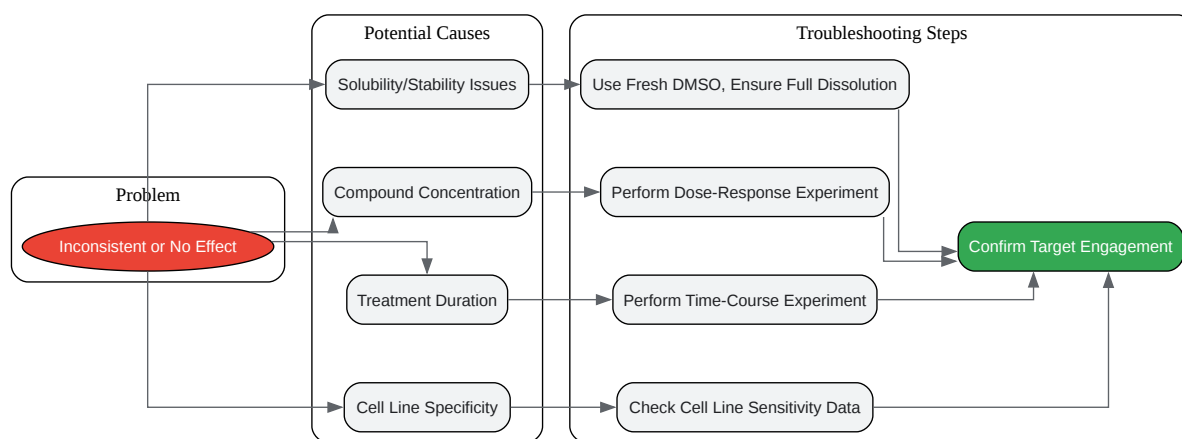 Potential Causes
Troubleshooting Steps
Solubility/Stability Issues
Use Fresh DMSO, Ensure Full Dissolution
Problem
Compound Concentration
Perform Dose-Response Experiment
Inconsistent or No Effect
Confirm Target Engagement
Treatment Duration
Perform Time-Course Experiment
Cell Line Specificity
Check Cell Line Sensitivity Data